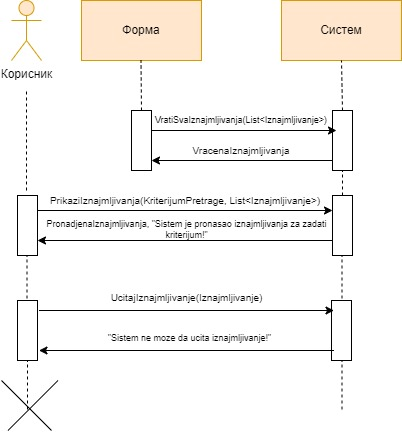 Форма
Систем
Корисник
VratiSvaIznajmljivanja(List<Iznajmljivanje>)
VracenaIznajmljivanja
PrikaziIznajmljivanja(KriterijumPretrage, List<Iznajmljivanje>)
PronadjenaIznajmljivanja, "Sistem je pronasao iznajmljivanja za zadati
kriterijum!"
UcitajIznajmljivanje(Iznajmljivanje)
"Sistem ne moze da ucita iznajmljivanje!"